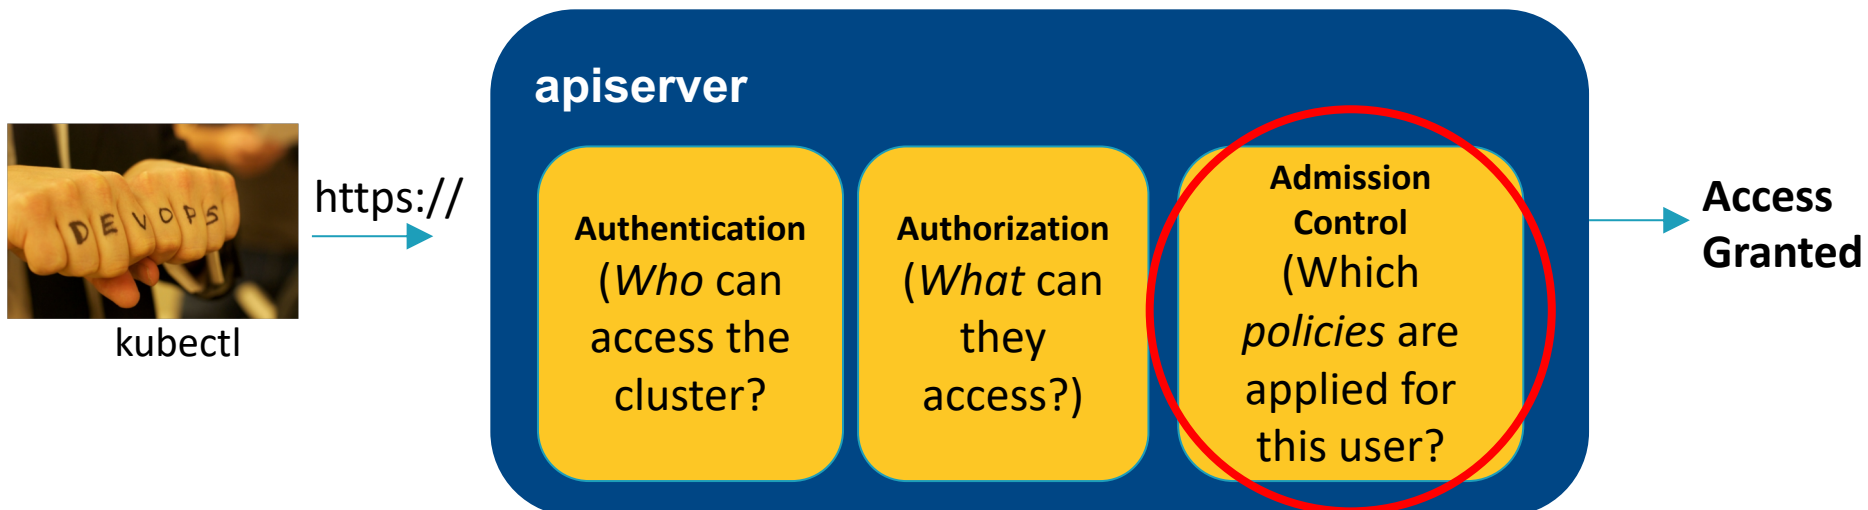 apiserver
DEVOPS
kubectl
https://
Authentication
(Who can
access the
cluster?
Authorization
(What can
they
access?)
Admission
Control
(Which
policies are
applied for
this user?
Access
Granted